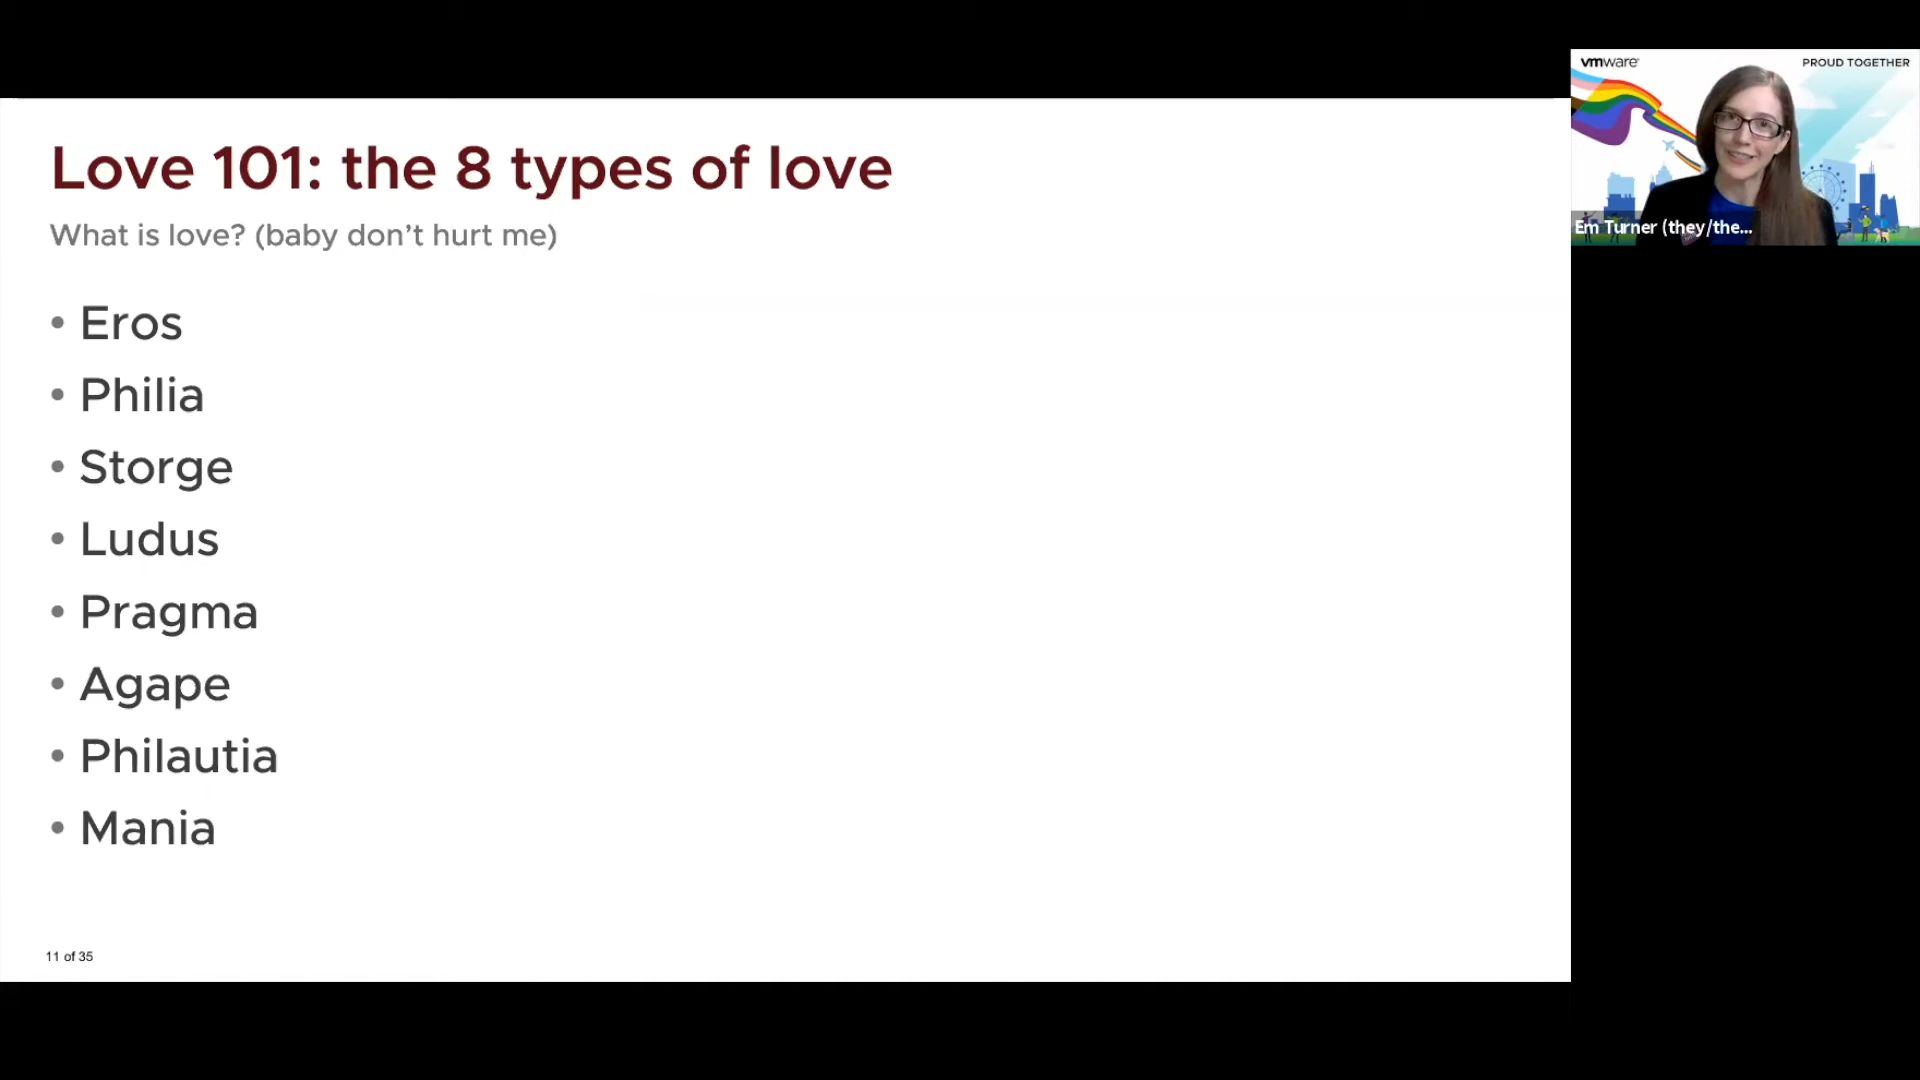 Love 101: the 8 types of love
What is love? (baby don't hurt me)
• Eros
• Philia
• Storge
• Ludus
• Pragma
• Agape
• Philautia
• Mania
11 of 35
vmware
PROUD TOGETHER
Em Turner (they/the...